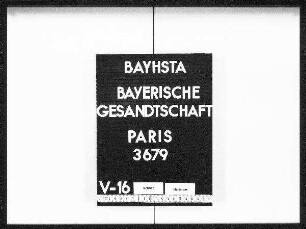 BAYHSTA
BAYERISCHE
GESANDTSCHAFT
PARIS
3679
V-16